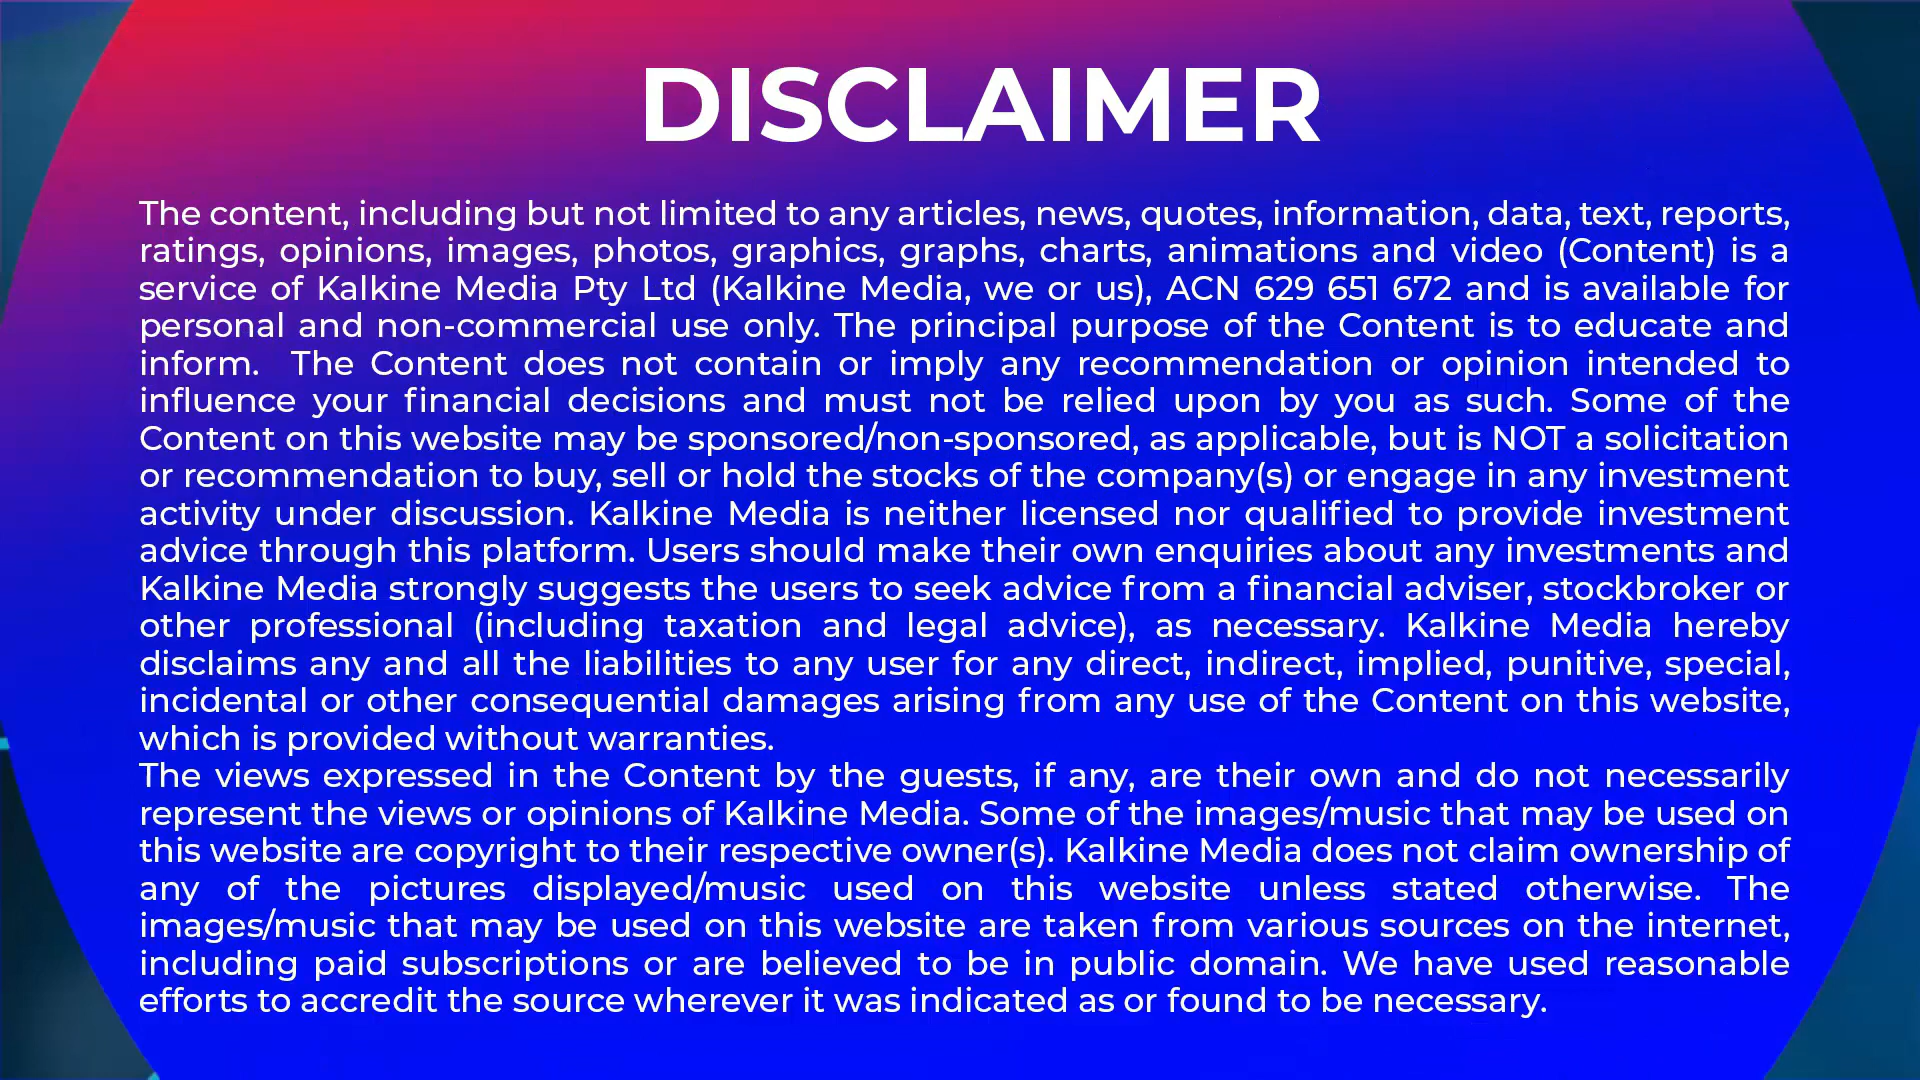 DISCLAIMER
The content, including but not limited to any articles, news, quotes, information, data, text, reports,
ratings, opinions, images, photos, graphics, graphs, charts, animations and video (Content) is a
service of Kalkine Media Pty Ltd (Kalkine Media, we or us), ACN 629 651 672 and is available for
personal and non-commercial use only. The principal purpose of the Content is to educate and
inform.  The Content does not contain or imply any recommendation or opinion intended to
influence your financial decisions and must not be relied upon by you as such. Some of the
Content on this website may be sponsored/non-sponsored, as applicable, but is NOT a solicitation
or recommendation to buy, sell or hold the stocks of the company(s) or engage in any investment
activity under discussion. Kalkine Media is neither licensed nor qualified to provide investment
advice through this platform. Users should make their own enquiries about any investments and
Kalkine Media strongly suggests the users to seek advice from a financial adviser, stockbroker or
other professional (including taxation and legal advice), as necessary. Kalkine Media hereby
disclaims any and all the liabilities to any user for any direct, indirect, implied, punitive, special,
incidental or other consequential damages arising from any use of the Content on this website,
which is provided without warranties.
The views expressed in the Content by the guests, if any, are their own and do not necessarily
represent the views or opinions of Kalkine Media. Some of the images/music that may be used on
this website are copyright to their respective owner(s). Kalkine Media does not claim ownership of
any of the pictures displayed/music used on this website unless stated otherwise. The
images/music that may be used on this website are taken from various sources on the internet,
including paid subscriptions or are believed to be in public domain. We have used reasonable
efforts to accredit the source wherever it was indicated as or found to be necessary.